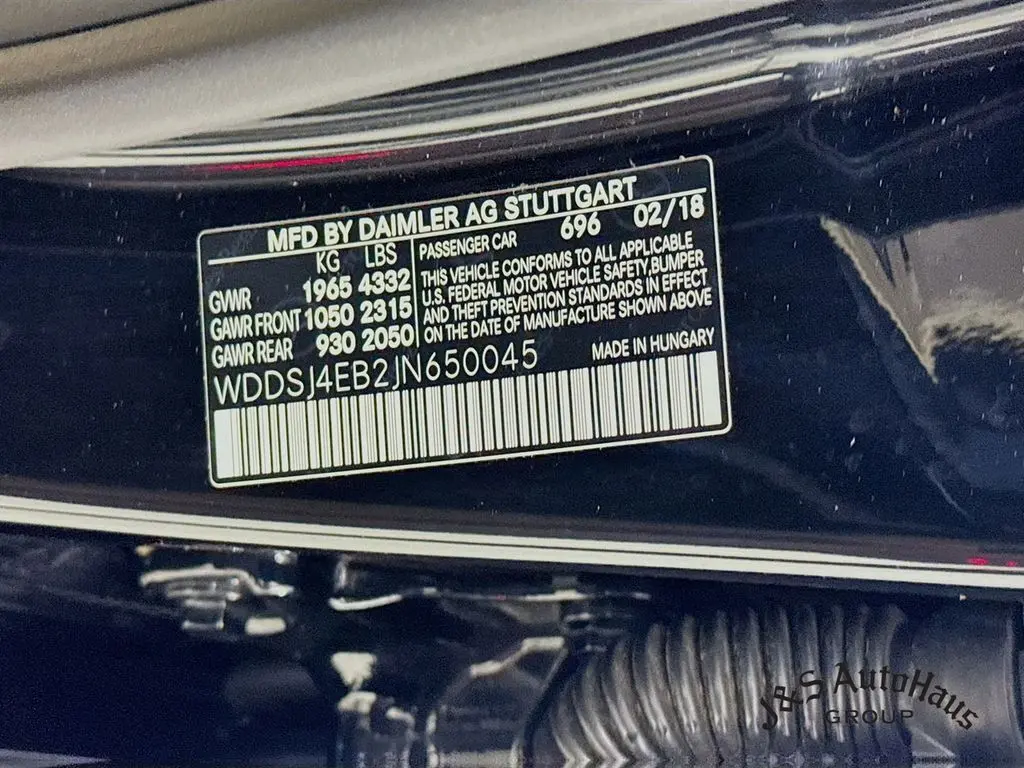 MFD BY DAIMLER AG STUTTGART
KG LBS
GVWR 1965 4332
GAWR FRONT 1050 2315
GAWR REAR 930 2050
PASSENGER CAR 696 02/18
THIS VEHICLE CONFORMS TO ALL APPLICABLE
U.S. FEDERAL MOTOR VEHICLE SAFETY,BUMPER
AND THEFT PREVENTION STANDARDS IN EFFECT
ON THE DATE OF MANUFACTURE SHOWN ABOVE
WDDSJ4EB2JN650045
MADE IN HUNGARY
J&S AutoHaus
GROUP